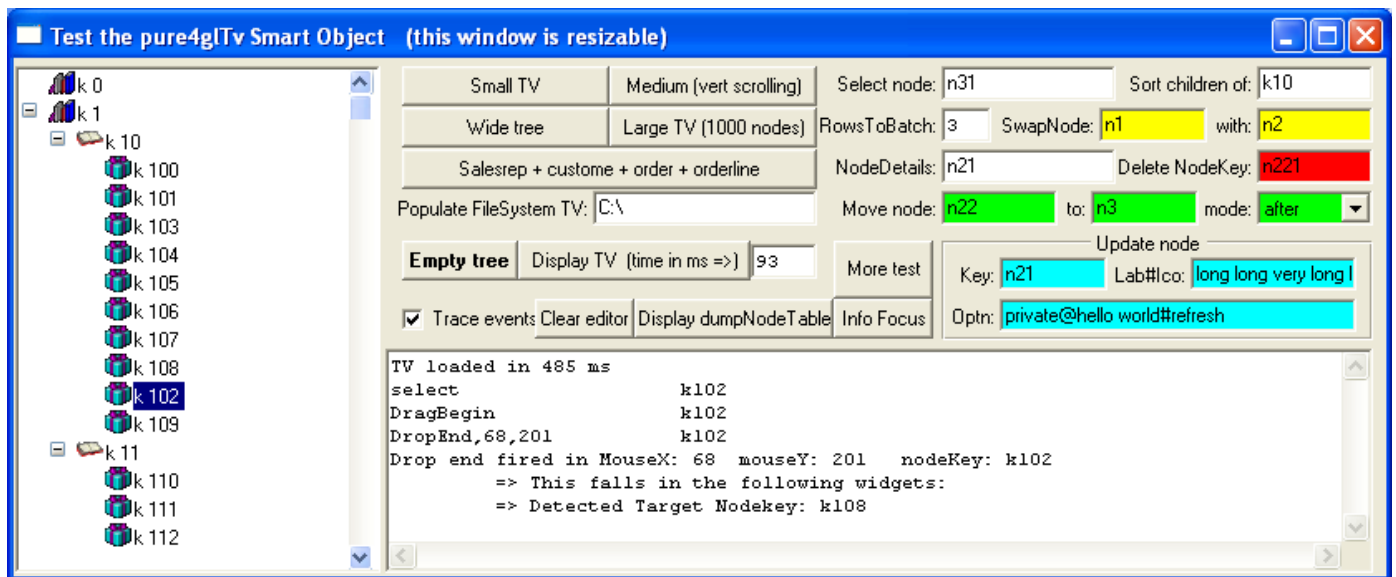 Test the pure4glTv Smart Object (this window is resizable)
k 0
k 1
k 10
k 100
k 101
k 103
k 104
k 105
k 106
k 107
k 108
k 102
k 109
k 11
k 110
k 111
k 112
Small TV Medium (vert scrolling) Select node: n31 Sort children of: k10
Wide tree Large TV (1000 nodes) RowsToBatch: 3 SwapNode: n1 with: n2
Salesrep + custome + order + orderline NodeDetails: n21 Delete NodeKey: n221
Populate FileSystem TV: C:\ Move node: n22 to: n3 mode: after
Empty tree Display TV (time in ms =>) 93 More test
Update node
Key: n21 Lab#Ico: long long very long l
Trace events Clear editor Display dumpNodeTable Info Focus Optn: private@hello world#refresh
TV loaded in 485 ms
select k102
DragBegin k102
DropEnd,68,201 k102
Drop end fired in MouseX: 68 mouseY: 201 nodeKey: k102
=> This falls in the following widgets:
=> Detected Target Nodekey: k108